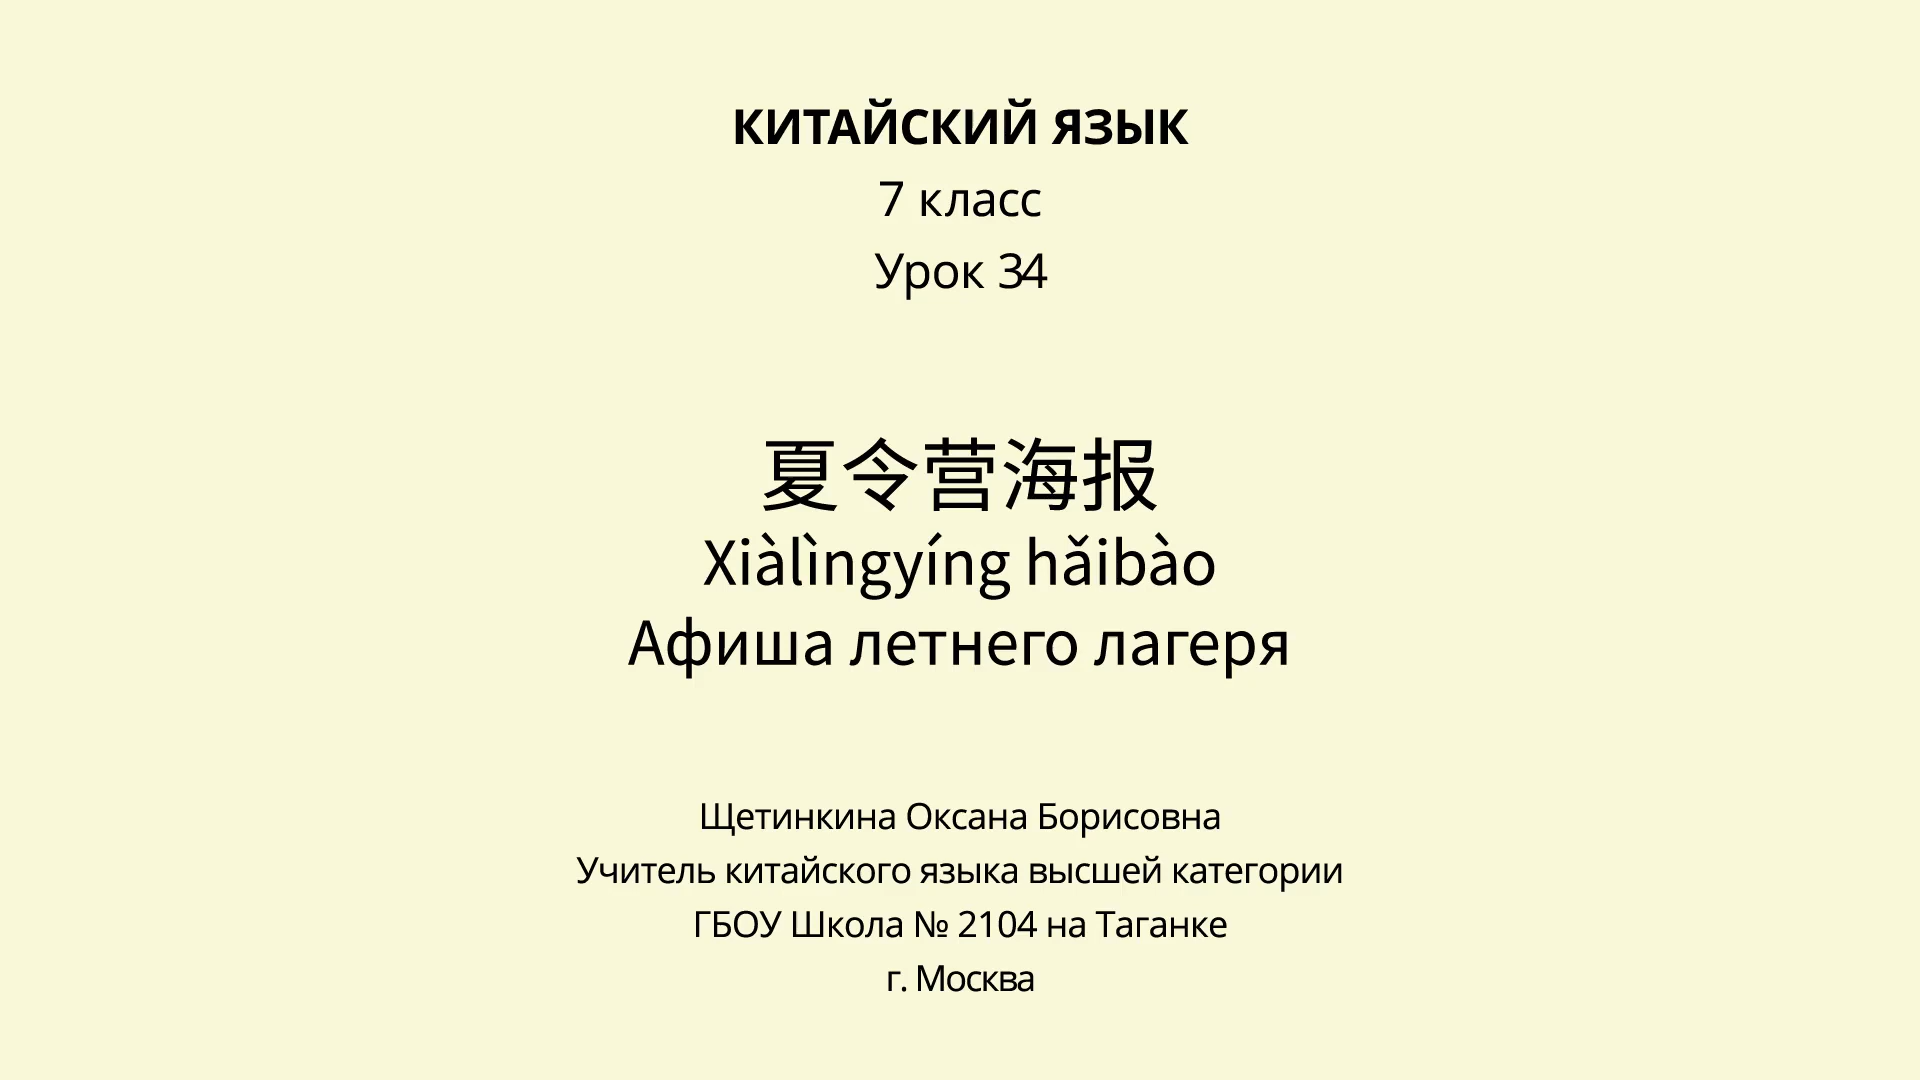 КИТАЙСКИЙ ЯЗЫК
7 класс
Урок 34
夏令营海报
Xiàlìngyíng hǎibào
Афиша летнего лагеря
Щетинкина Оксана Борисовна
Учитель китайского языка высшей категории
ГБОУ Школа № 2104 на Таганке
г. Москва